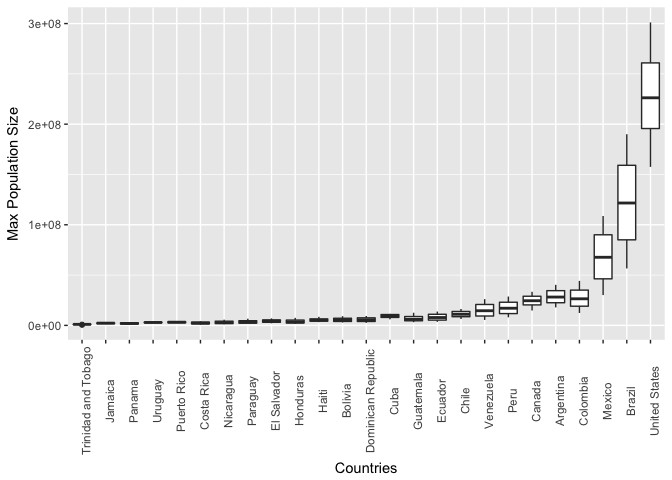 Max Population Size
3e+08
2e+08
1e+08
0e+00
Trinidad and Tobago
Jamaica
Panama
Uruguay
Puerto Rico
Costa Rica
Nicaragua
Paraguay
El Salvador
Honduras
Haiti
Bolivia
Dominican Republic
Cuba
Guatemala
Ecuador
Chile
Venezuela
Peru
Canada
Argentina
Colombia
Mexico
Brazil
United States
Countries